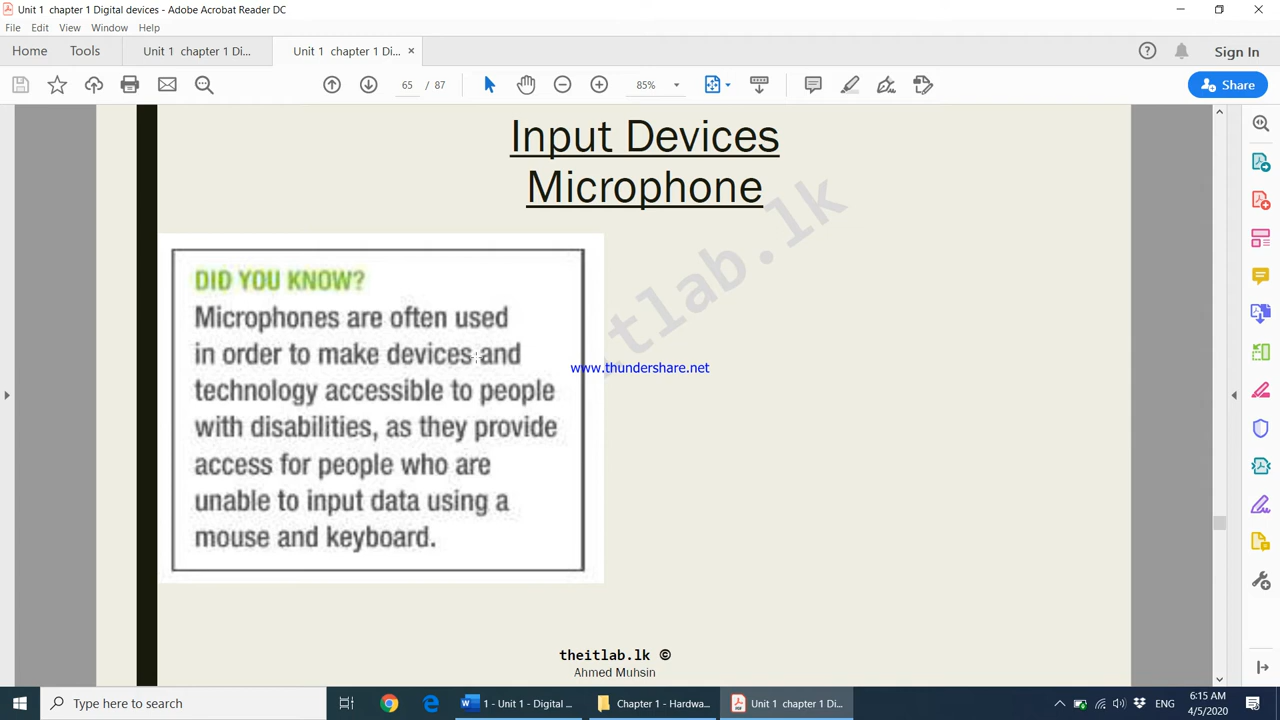 Unit 1  chapter 1 Digital devices - Adobe Acrobat Reader DC
File Edit View Window Help
Home Tools Unit 1  chapter 1 Di... Unit 1  chapter 1 Di... × Sign In
65 / 87 85% Share
Input Devices
Microphone
tlab.lk
DID YOU KNOW?
Microphones are often used
in order to make devices and
technology accessible to people
with disabilities, as they provide
access for people who are
unable to input data using a
mouse and keyboard.
www.thundershare.net
theitlab.lk ©
Ahmed Muhsin
Type here to search
1 - Unit 1 - Digital ...
Chapter 1 - Hardwa...
Unit 1  chapter 1 Di...
ENG
6:15 AM
4/5/2020